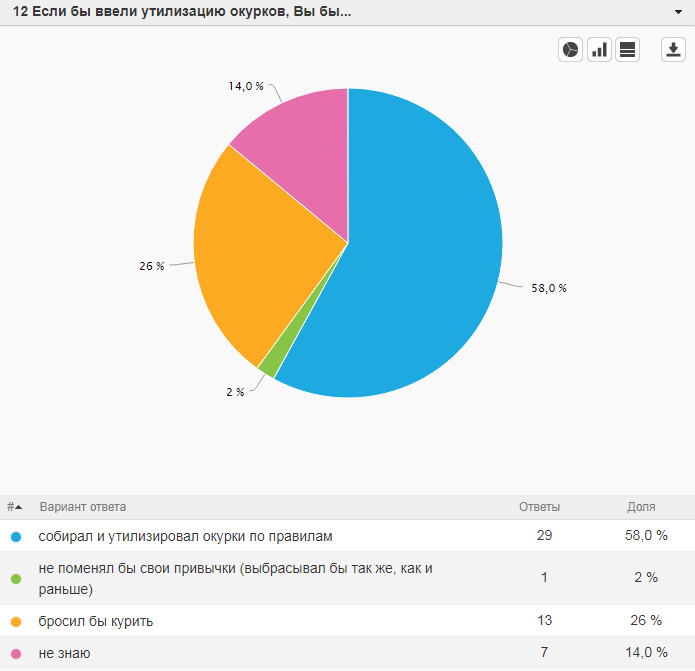 12 Если бы ввели утилизацию окурков, Вы бы...
14,0 %
26 %
58,0 %
2 %
# Вариант ответа Ответы Доля
собирал и утилизировал окурки по правилам 29 58,0 %
не поменял бы свои привычки (выбрасывал бы так же, как и
раньше) 1 2 %
бросил бы курить 13 26 %
не знаю 7 14,0 %